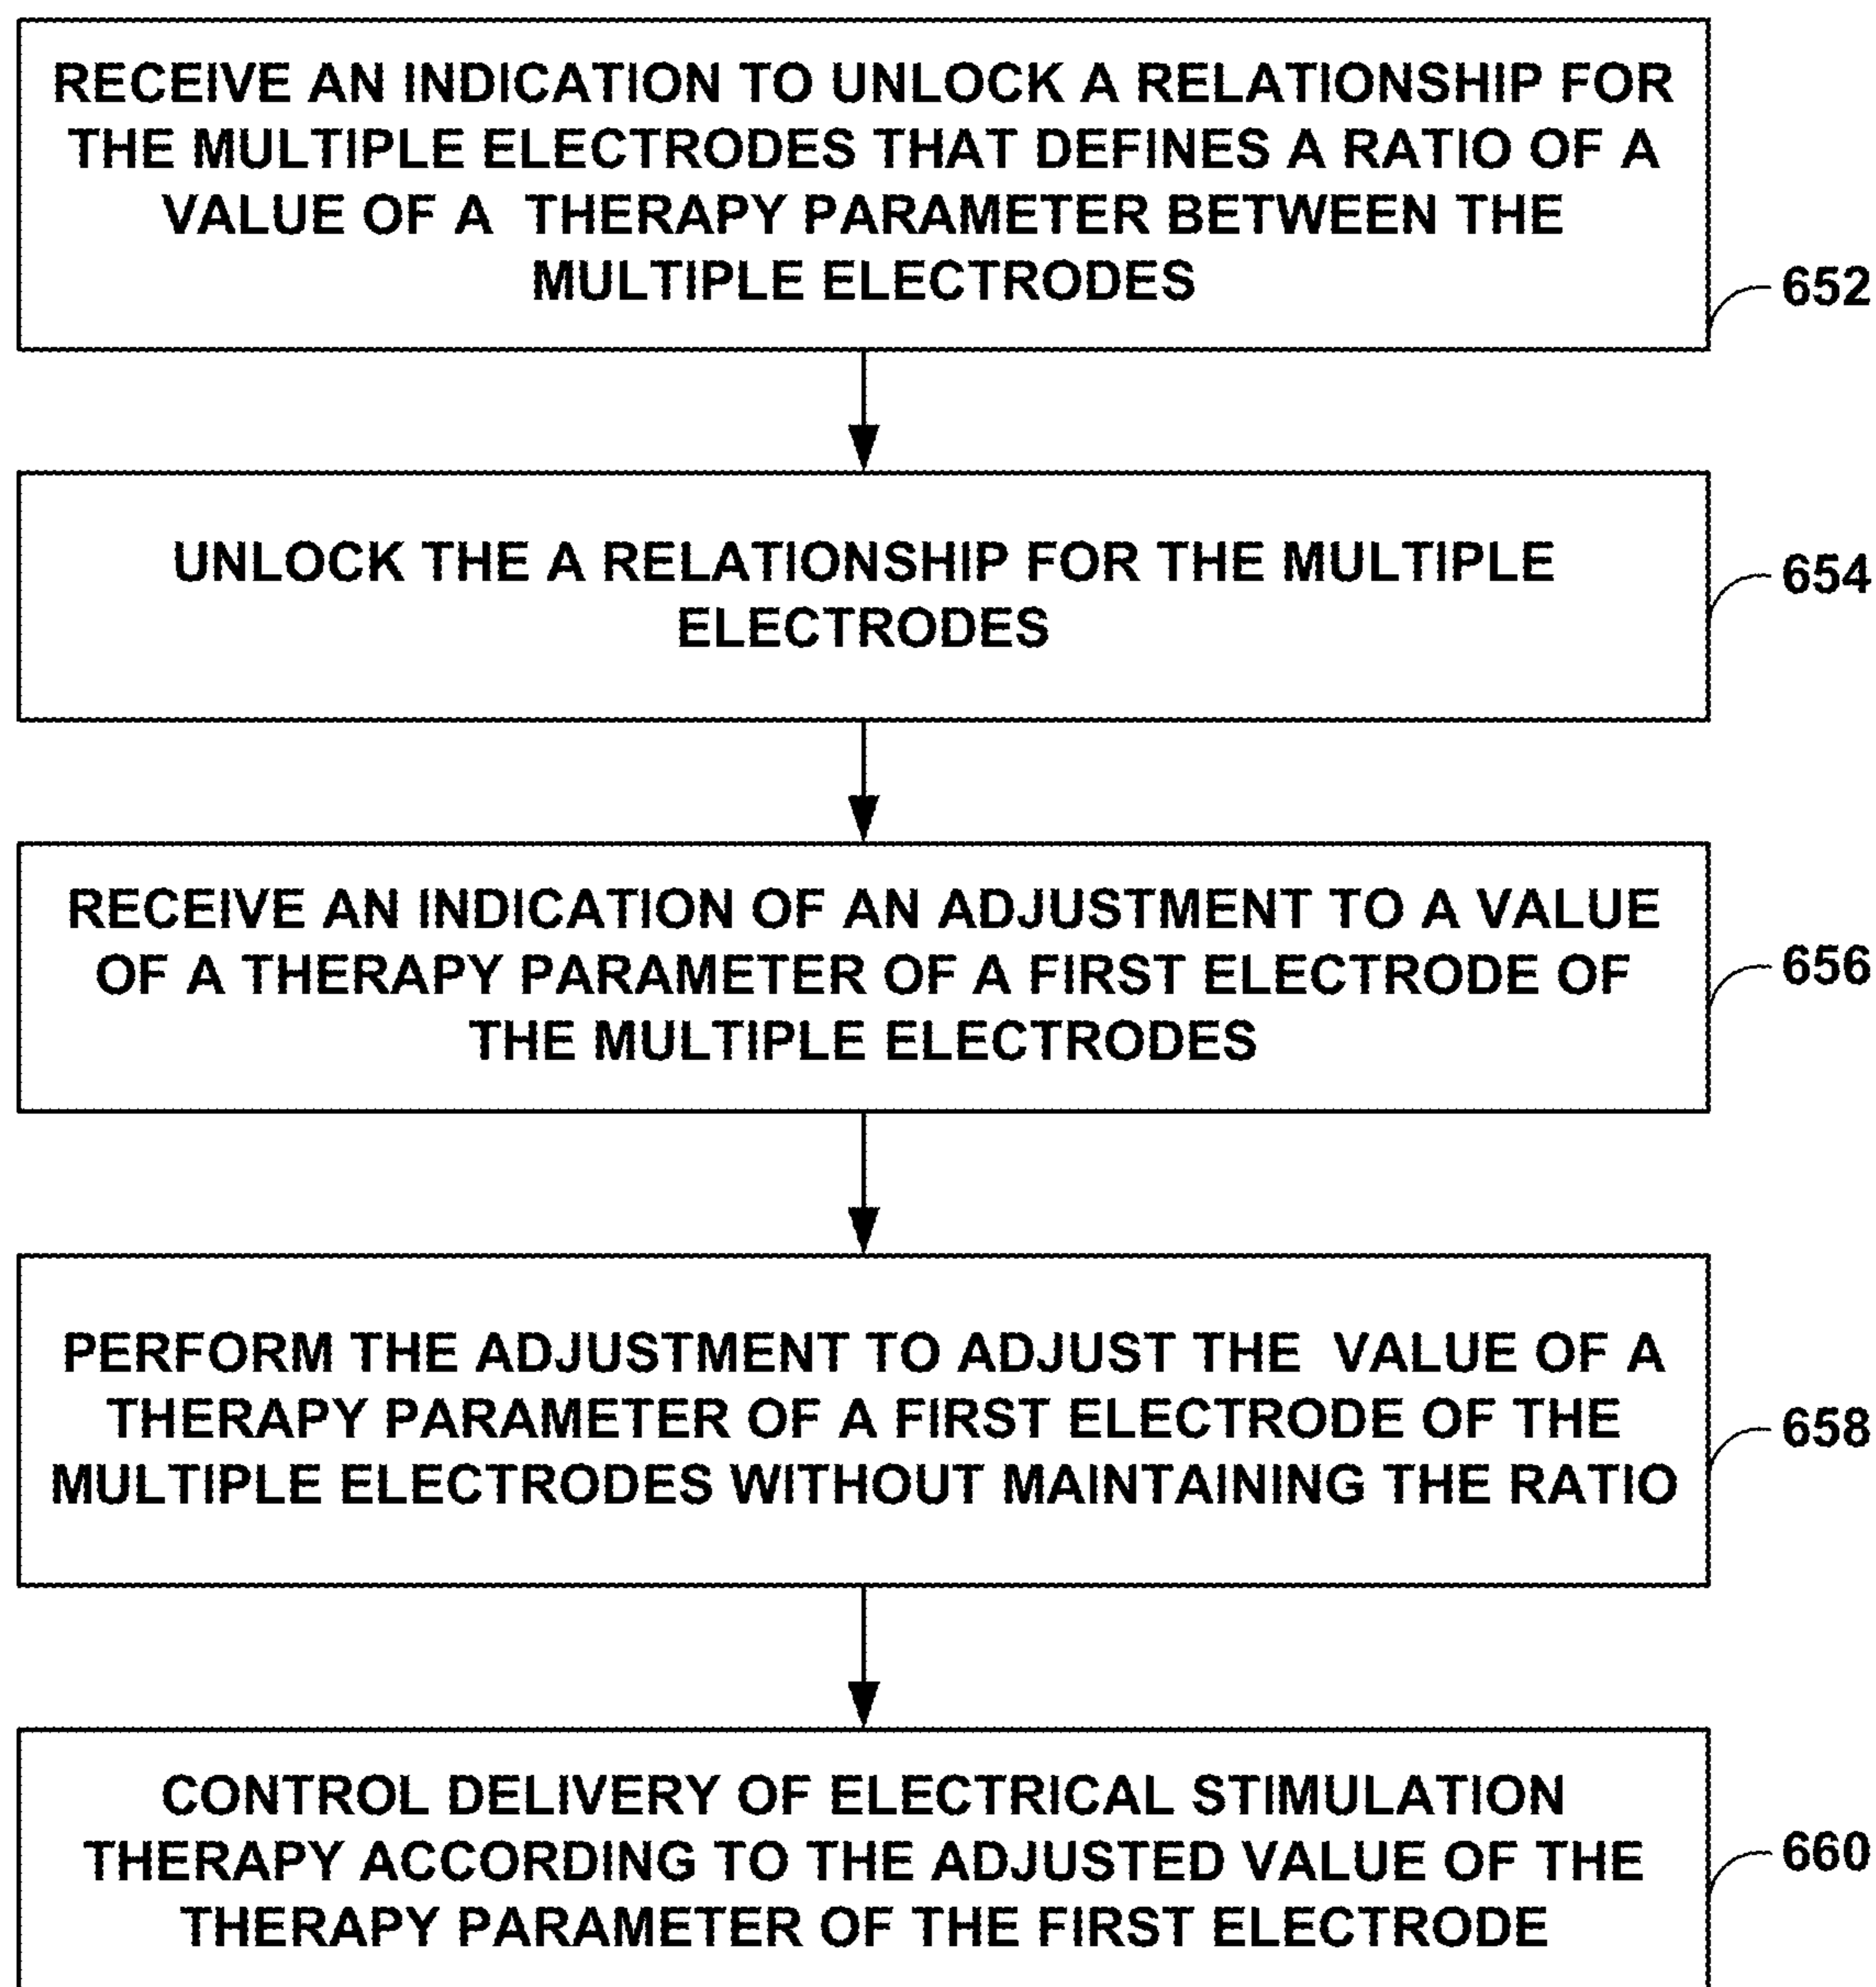 RECEIVE AN INDICATION TO UNLOCK A RELATIONSHIP FOR
THE MULTIPLE ELECTRODES THAT DEFINES A RATIO OF A
VALUE OF A THERAPY PARAMETER BETWEEN THE
MULTIPLE ELECTRODES
652
UNLOCK THE A RELATIONSHIP FOR THE MULTIPLE
ELECTRODES
654
RECEIVE AN INDICATION OF AN ADJUSTMENT TO A VALUE
OF A THERAPY PARAMETER OF A FIRST ELECTRODE OF
THE MULTIPLE ELECTRODES
656
PERFORM THE ADJUSTMENT TO ADJUST THE VALUE OF A
THERAPY PARAMETER OF A FIRST ELECTRODE OF THE
MULTIPLE ELECTRODES WITHOUT MAINTAINING THE RATIO
658
CONTROL DELIVERY OF ELECTRICAL STIMULATION
THERAPY ACCORDING TO THE ADJUSTED VALUE OF THE
THERAPY PARAMETER OF THE FIRST ELECTRODE
660